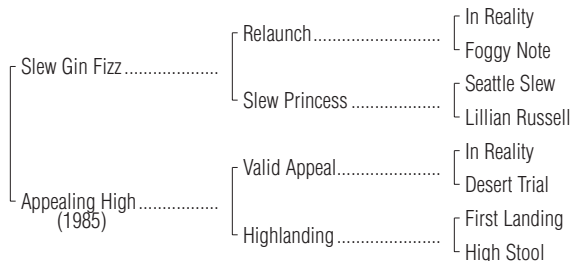 In Reality
Relaunch
Foggy Note
Slew Gin Fizz
Seattle Slew
Slew Princess
Lillian Russell
In Reality
Valid Appeal
Desert Trial
Appealing High
(1985)
First Landing
Highlanding
High Stool